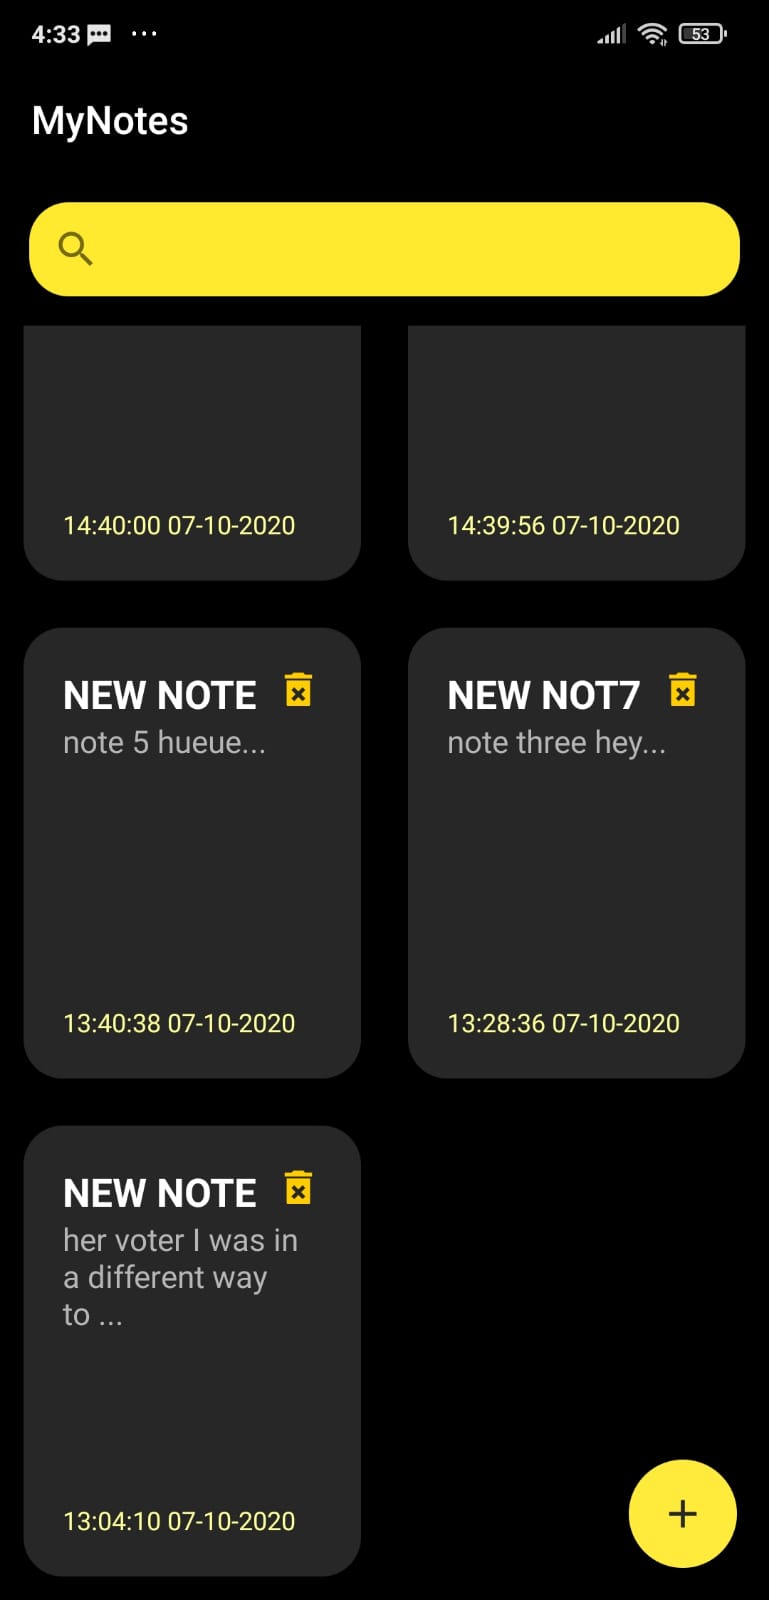 4:33 ... 53
MyNotes
14:40:00 07-10-2020
14:39:56 07-10-2020
NEW NOTE
note 5 hueue...
13:40:38 07-10-2020
NEW NOT7
note three hey...
13:28:36 07-10-2020
NEW NOTE
her voter I was in
a different way
to ...
13:04:10 07-10-2020